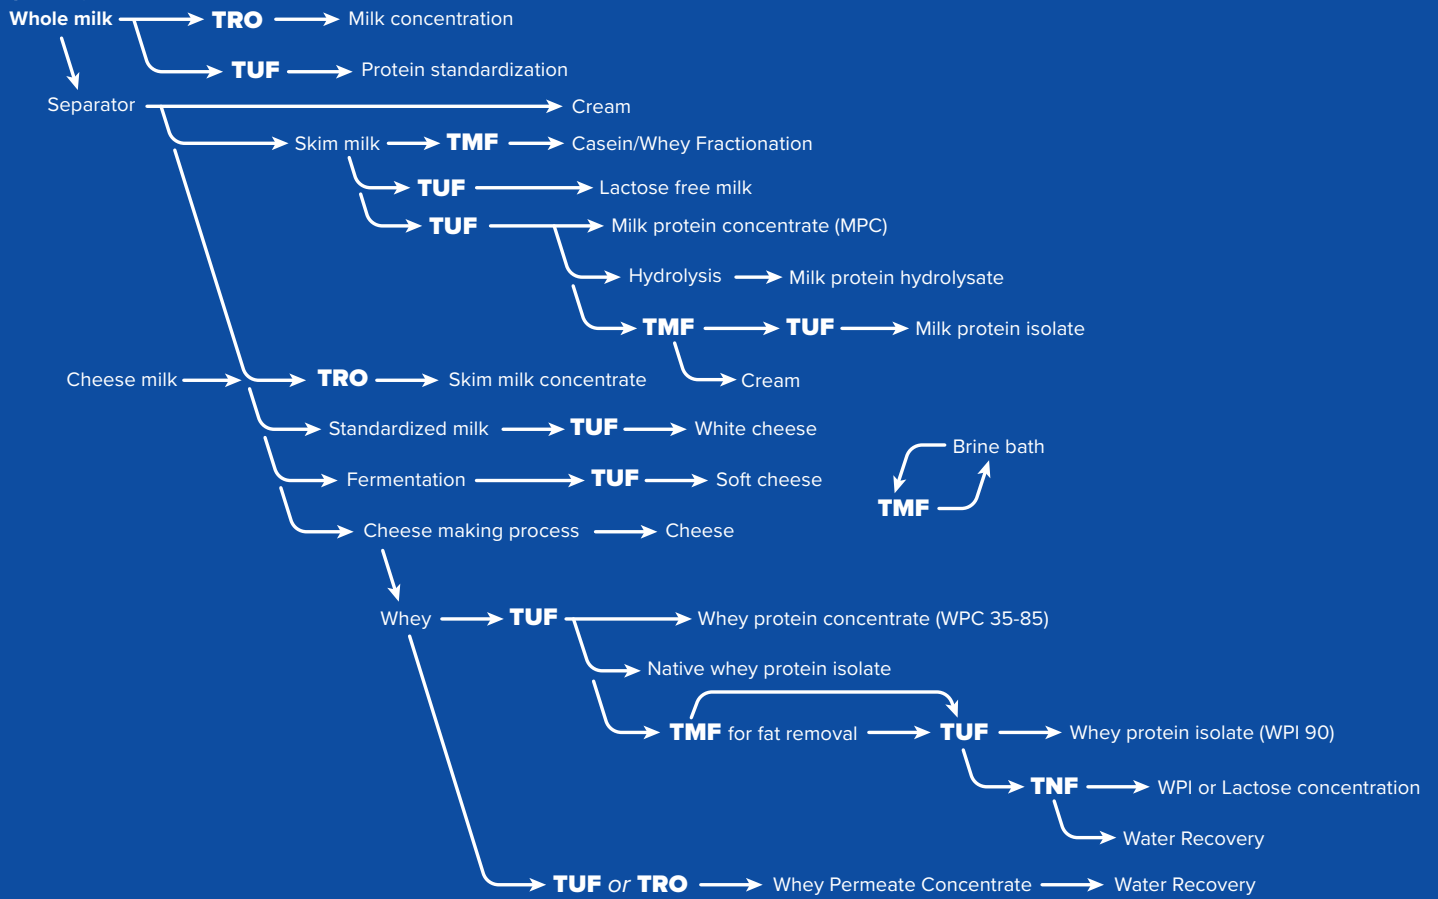 Whole milk TRO Milk concentration
TUF Protein standardization
Separator Cream
Skim milk TMF Casein/Whey Fractionation
TUF Lactose free milk
TUF Milk protein concentrate (MPC)
Hydrolysis Milk protein hydrolysate
TMF TUF Milk protein isolate
Cheese milk TRO Skim milk concentrate Cream
Standardized milk TUF White cheese
Brine bath
Fermentation TUF Soft cheese
TMF
Cheese making process Cheese
Whey TUF Whey protein concentrate (WPC 35-85)
Native whey protein isolate
TMF for fat removal TUF Whey protein isolate (WPI 90)
TNF WPI or Lactose concentration
Water Recovery
TUF or TRO Whey Permeate Concentrate Water Recovery